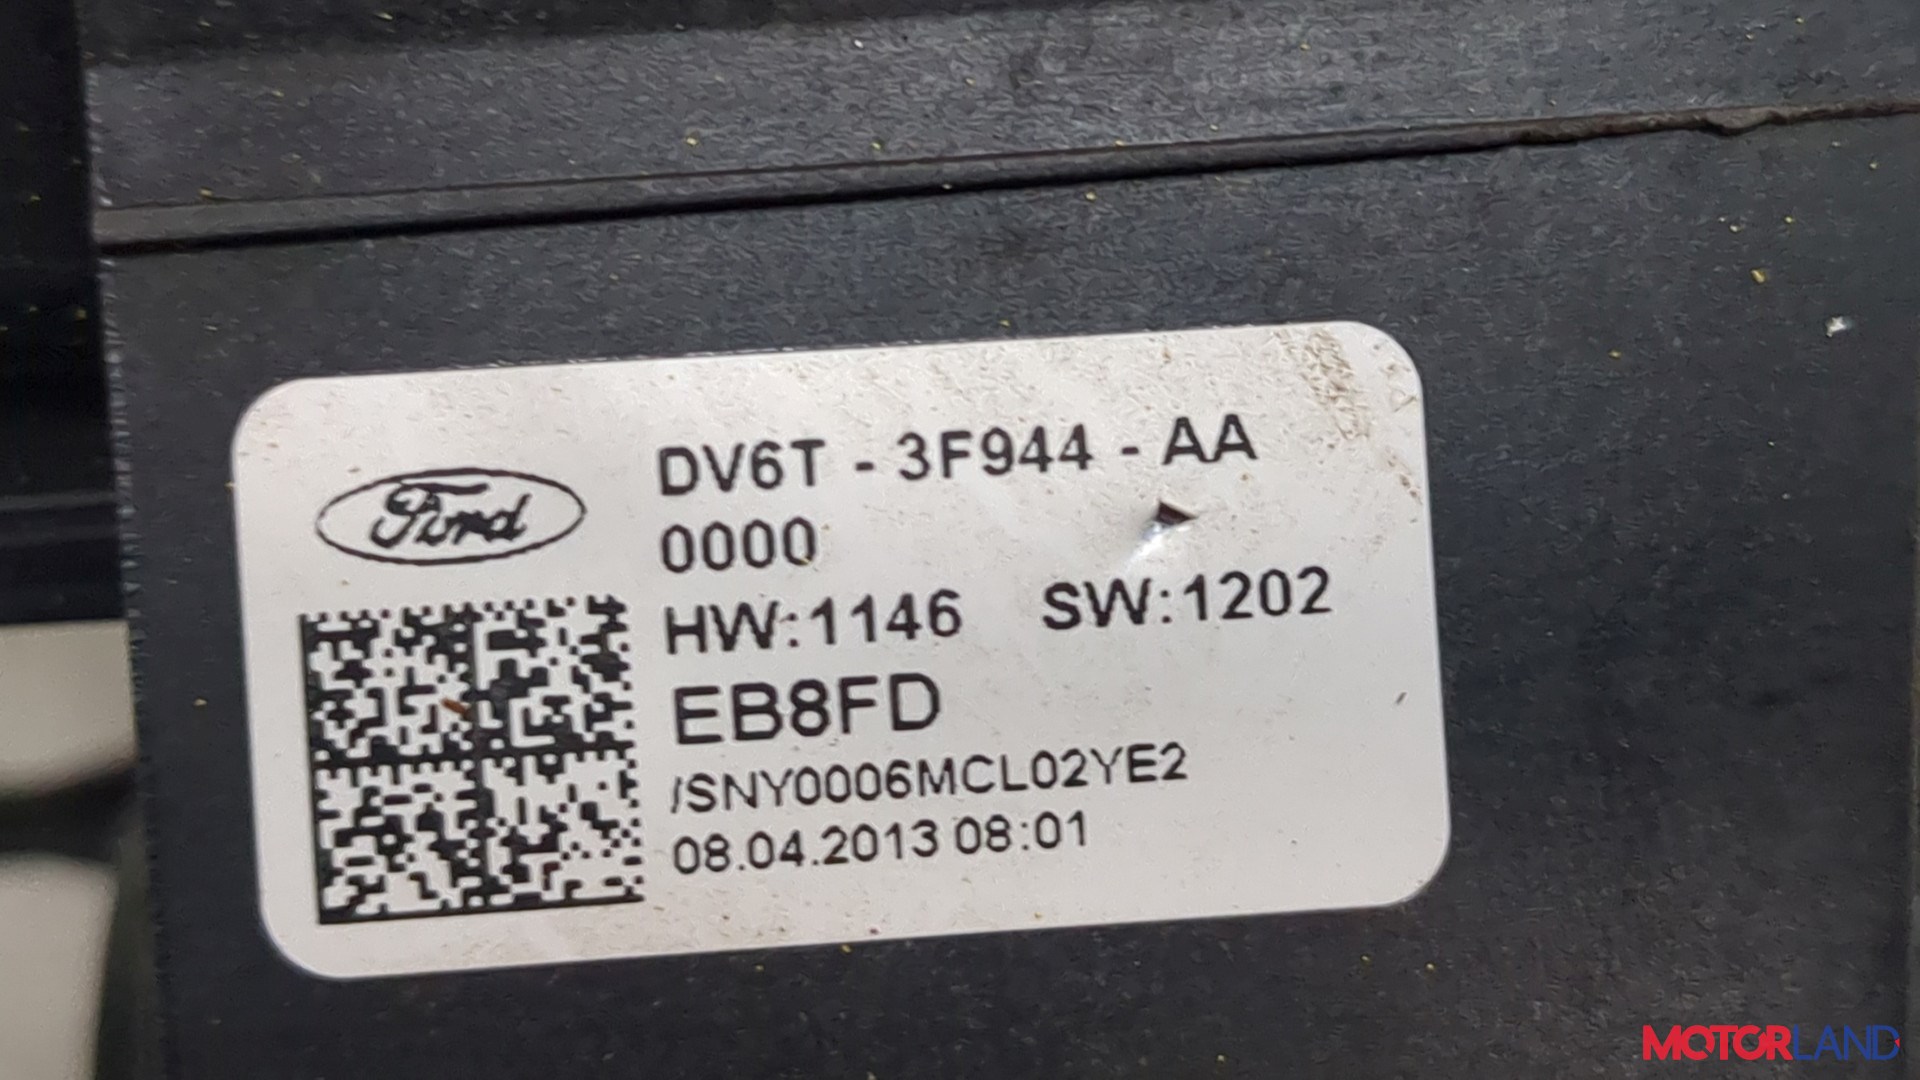 Ford
DV6T - 3F944 - AA
0000
HW:1146 SW:1202
EB8FD
/SNY0006MCL02YE2
08.04.2013 08:01
MOTORLAND